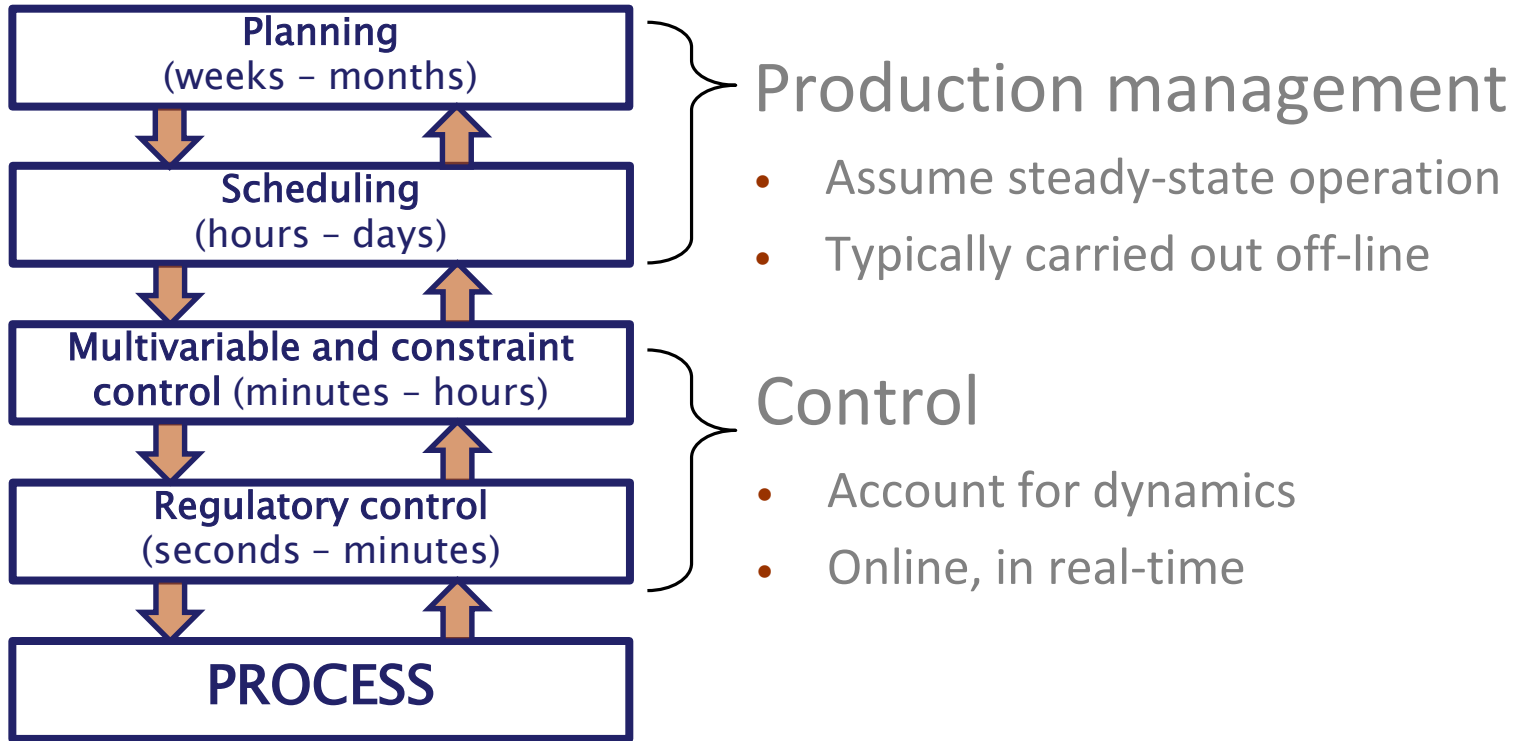 Planning
(weeks – months)
Scheduling
(hours – days)
Multivariable and constraint
control (minutes – hours)
Regulatory control
(seconds – minutes)
PROCESS
Production management
• Assume steady-state operation
• Typically carried out off-line
Control
• Account for dynamics
• Online, in real-time